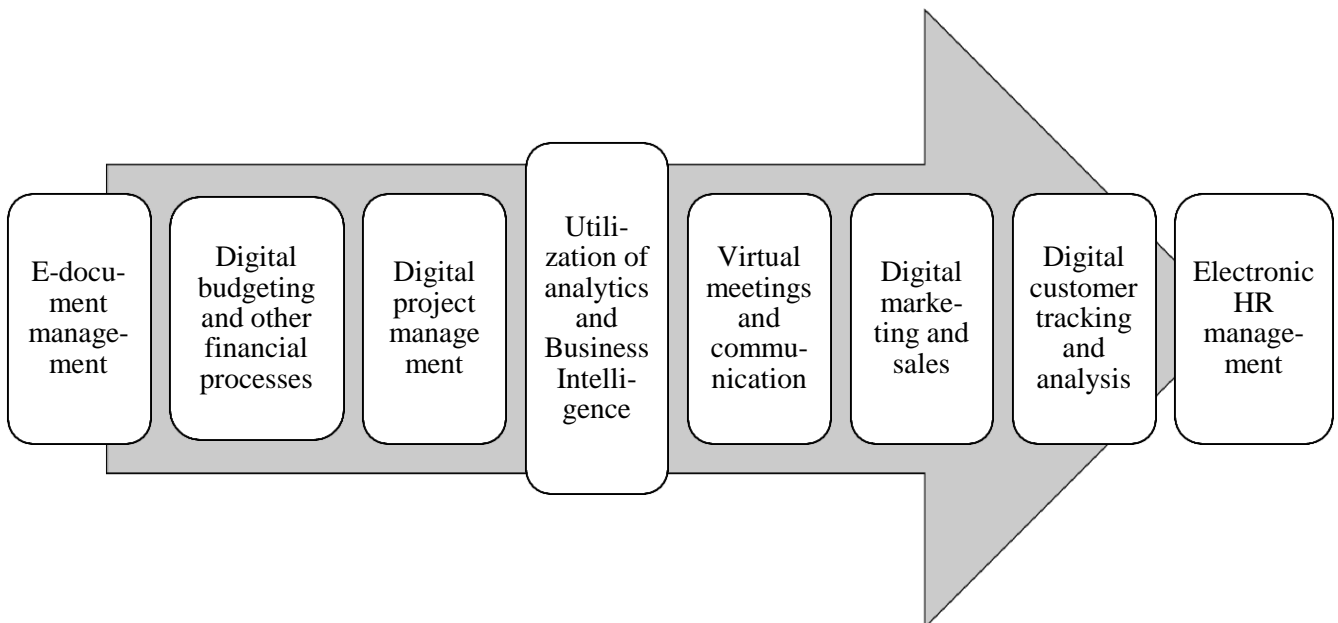 E-docu-
ment
manage-
ment
Digital
budgeting
and other
financial
processes
Digital
project
manage
ment
Utili-
zation of
analytics
and
Business
Intelli-
gence
Virtual
meetings
and
commu-
nication
Digital
marke-
ting and
sales
Digital
customer
tracking
and
analysis
Electronic
HR
manage-
ment